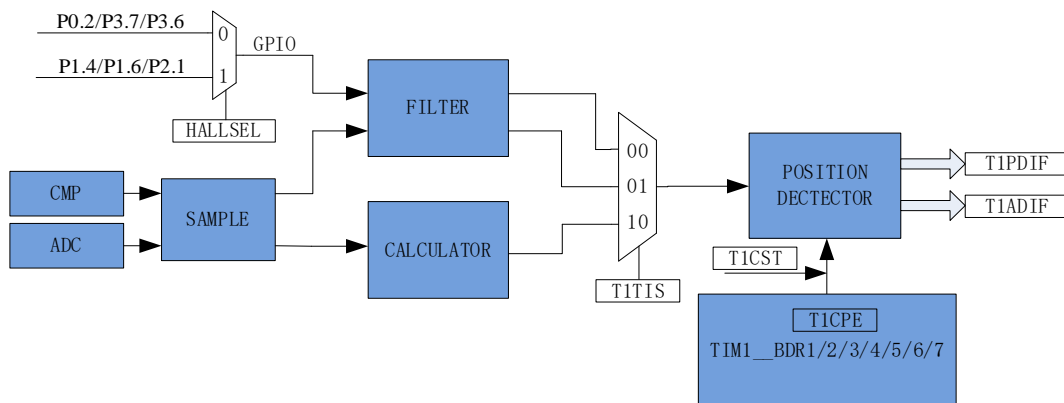 P0.2/P3.7/P3.6
0
GPIO
P1.4/P1.6/P2.1
1
HALLSEL
FILTER
00
01
10
POSITION
DECTECTOR
T1PDIF
T1ADIF
CMP
SAMPLE
ADC
CALCULATOR
T1TIS
T1CST
T1CPE
TIM1__BDR1/2/3/4/5/6/7